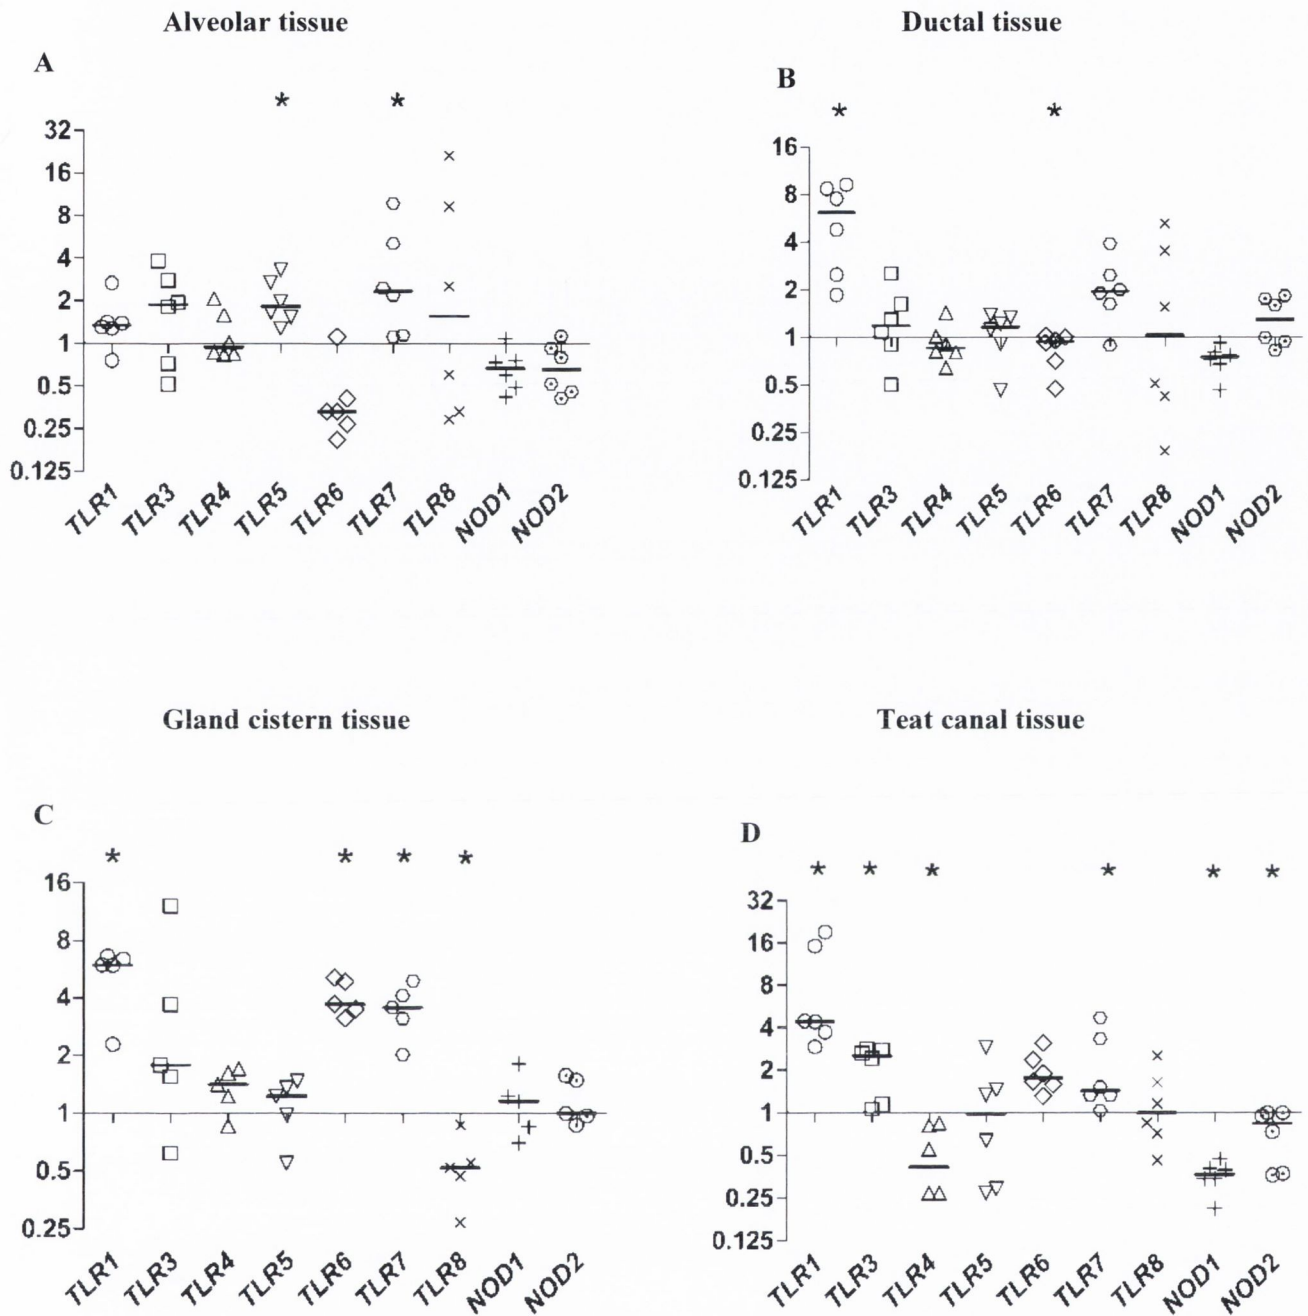 Alveolar tissue
Ductal tissue
A
* *
32
16
8
4
2
1
0.5
0.25
0.125
TLR1 TLR3 TLR4 TLR5 TLR6 TLR7 TLR8 NOD1 NOD2
B
* *
16
8
4
2
1
0.5
0.25
0.125
TLR1 TLR3 TLR4 TLR5 TLR6 TLR7 TLR8 NOD1 NOD2
Gland cistern tissue
Teat canal tissue
C
* * * *
16
8
4
2
1
0.5
0.25
TLR1 TLR3 TLR4 TLR5 TLR6 TLR7 TLR8 NOD1 NOD2
D
* * * * * *
32
16
8
4
2
1
0.5
0.25
0.125
TLR1 TLR3 TLR4 TLR5 TLR6 TLR7 TLR8 NOD1 NOD2